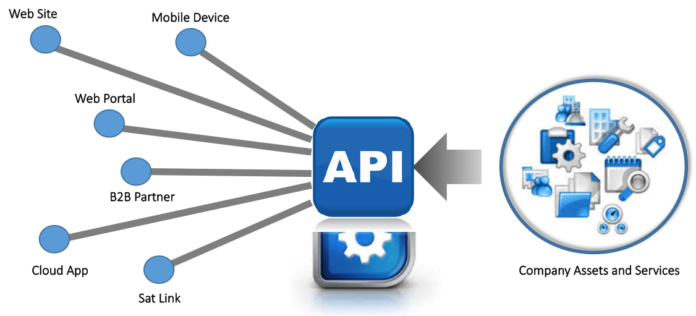 Web Site
Mobile Device
Web Portal
API
B2B Partner
Cloud App
Sat Link
Company Assets and Services